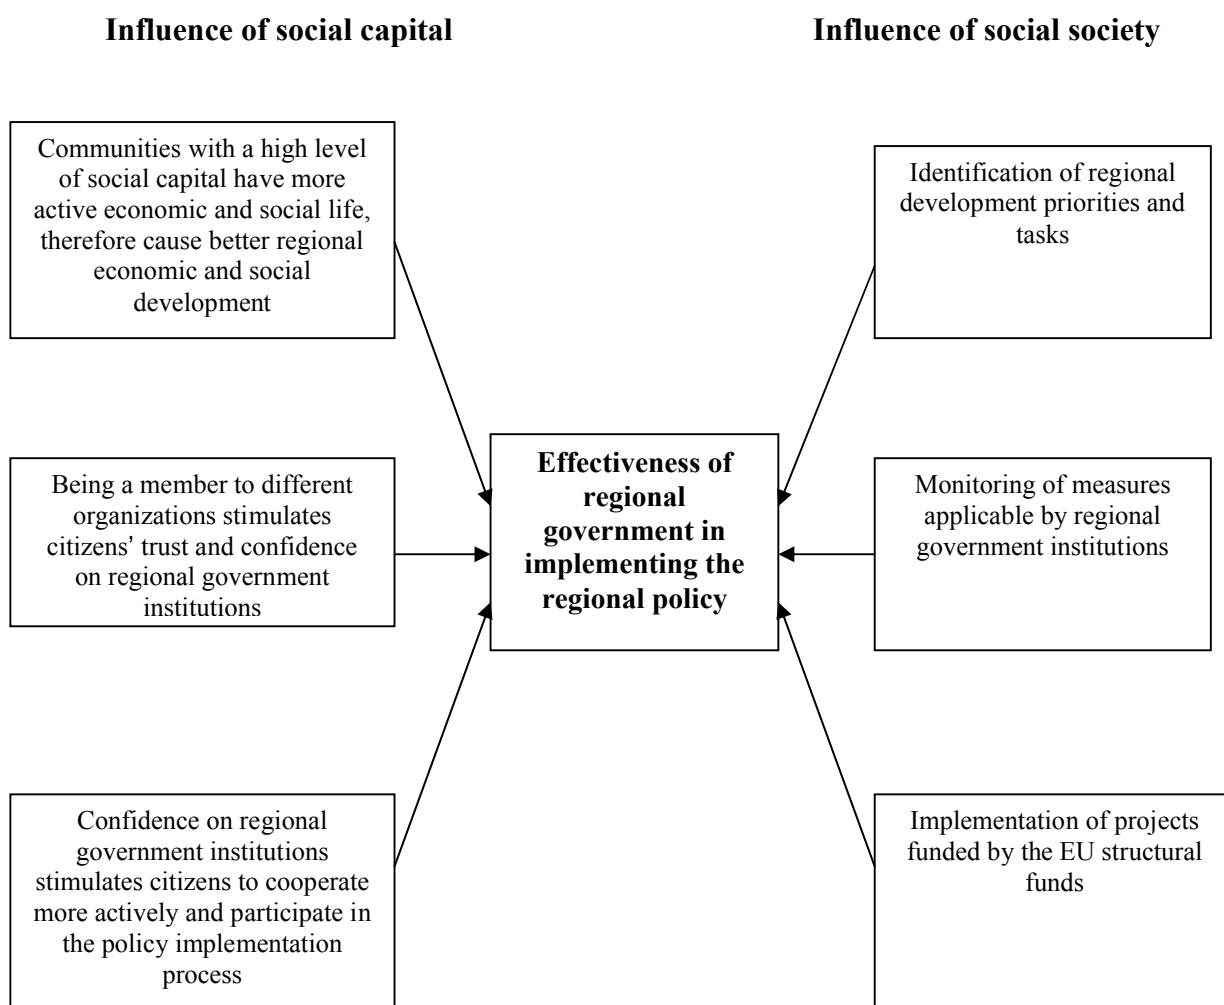 Influence of social capital
Influence of social society
Communities with a high level
of social capital have more
active economic and social life,
therefore cause better regional
economic and social
development
Being a member to different
organizations stimulates
citizens’ trust and confidence
on regional government
institutions
Confidence on regional
government institutions
stimulates citizens to cooperate
more actively and participate in
the policy implementation
process
Effectiveness of
regional
government in
implementing the
regional policy
Identification of regional
development priorities and
tasks
Monitoring of measures
applicable by regional
government institutions
Implementation of projects
funded by the EU structural
funds